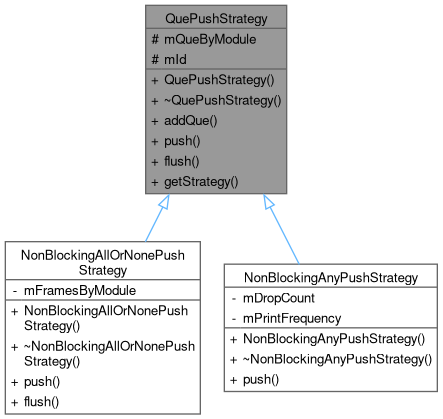 QuePushStrategy
# mQueByModule
# mId
+ QuePushStrategy()
+ ~QuePushStrategy()
+ addQue()
+ push()
+ flush()
+ getStrategy()
NonBlockingAllOrNonePush
Strategy
- mFramesByModule
+ NonBlockingAllOrNonePush
Strategy()
+ ~NonBlockingAllOrNonePush
Strategy()
+ push()
+ flush()
NonBlockingAnyPushStrategy
- mDropCount
- mPrintFrequency
+ NonBlockingAnyPushStrategy()
+ ~NonBlockingAnyPushStrategy()
+ push()